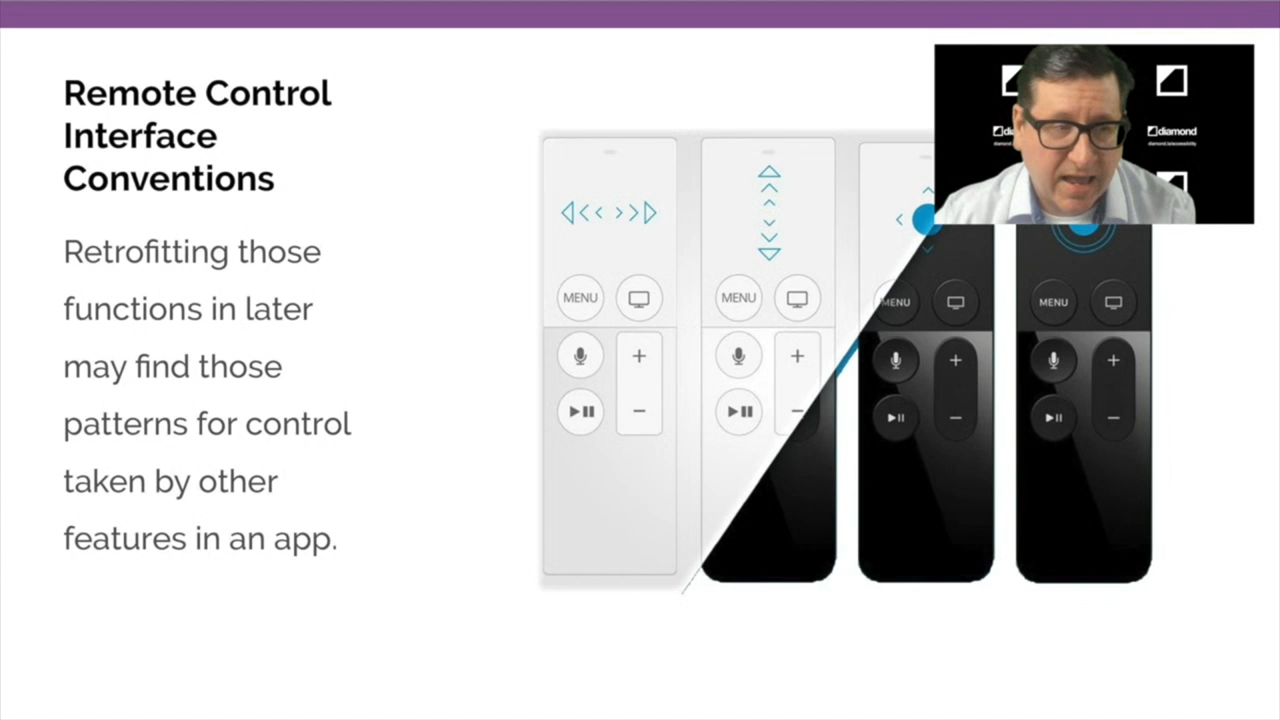 Remote Control
Interface
Conventions
Retrofitting those
functions in later
may find those
patterns for control
taken by other
features in an app.
MENU
MENU
MENU
MENU
diamond